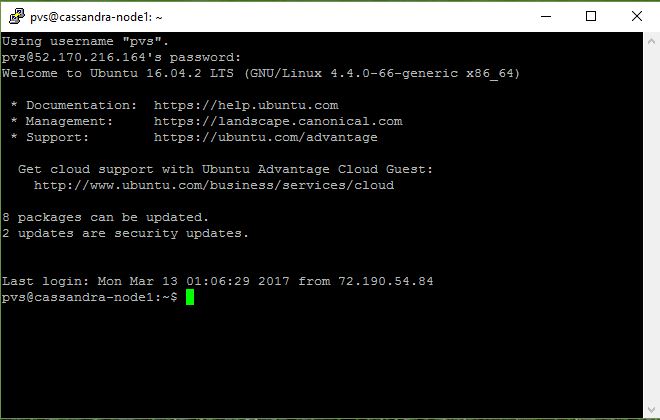 pvs@cassandra-node1: ~
Using username "pvs".
pvs@52.170.216.164's password:
Welcome to Ubuntu 16.04.2 LTS (GNU/Linux 4.4.0-66-generic x86_64)
* Documentation:  https://help.ubuntu.com
* Management:     https://landscape.canonical.com
* Support:        https://ubuntu.com/advantage
Get cloud support with Ubuntu Advantage Cloud Guest:
http://www.ubuntu.com/business/services/cloud
8 packages can be updated.
2 updates are security updates.
Last login: Mon Mar 13 01:06:29 2017 from 72.190.54.84
pvs@cassandra-node1:~$